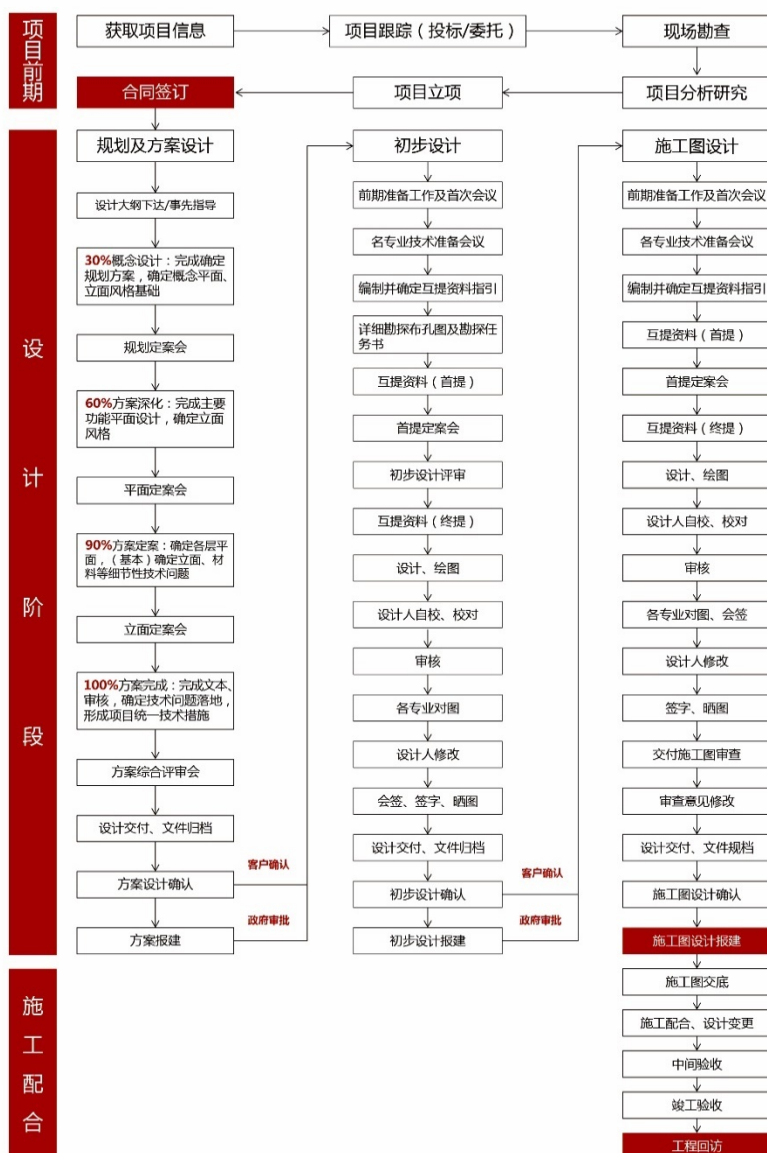 项目前期
获取项目信息
项目跟踪（投标/委托）
现场勘查
合同签订
项目立项
项目分析研究
设计阶段
规划及方案设计
设计大纲下达/事先指导
30%概念设计：完成确定
规划方案，确定概念平面、
立面风格基础
规划定案会
60%方案深化：完成主要
功能平面设计，确定立面
风格
平面定案会
90%方案定案：确定各层平
面，（基本）确定立面、材
料等细节性技术问题
立面定案会
100%方案完成：完成文本、
审核，确定技术问题落地，
形成项目统一技术措施
方案综合评审会
设计交付、文件归档
方案设计确认
方案报建
客户确认
政府审批
初步设计
前期准备工作及首次会议
名专业技术准备会议
编制并确定互提资料指引
详细勘探布孔图及勘探任
务书
互提资料（首提）
首提定案会
初步设计评审
互提资料（终提）
设计、绘图
设计人自校、校对
审核
各专业对图
设计人修改
会签、签字、晒图
设计交付、文件归档
初步设计确认
初步设计报建
客户确认
政府审批
施工图设计
前期准备工作及首次会议
各专业技术准备会议
编制并确定互提资料指引
互提资料（首提）
首提定案会
互提资料（终提）
设计、绘图
设计人自校、校对
审核
各专业对图、会签
设计人修改
签字、晒图
交付施工图审查
审查意见修改
设计交付、文件规档
施工图设计确认
施工图设计报建
施工配合
施工图交底
施工配合、设计变更
中间验收
竣工验收
工程回访